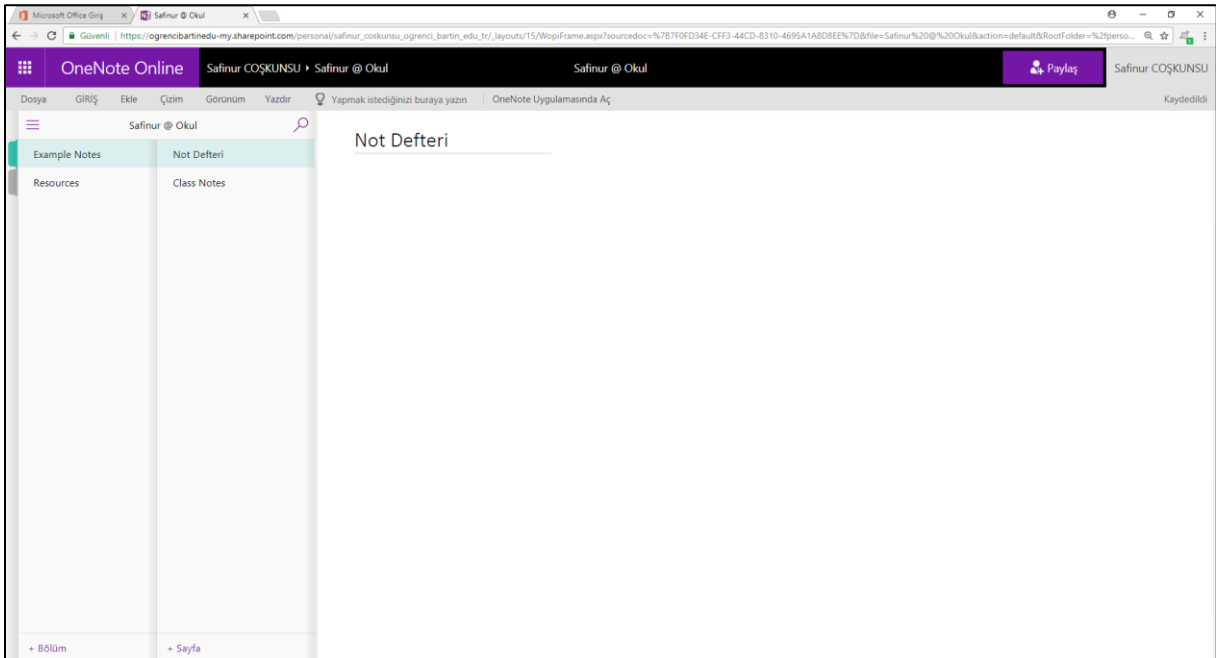 Microsoft Office Giriş
Safinur @ Okul
Güvenli | https://ogrencibartinedu-my.sharepoint.com/personal/safinur_coskunsu_ogrenci_bartin_edu_tr/_layouts/15/WopiFrame.aspx?sourcedoc=%7B7F0FD34E-CFF3-44CD-8310-4695A1A8D8EE%7D&file=Safinur%20@%20Okul&action=default&RootFolder=%2fperso...
OneNote Online
Safinur COŞKUNSU ▸ Safinur @ Okul
Safinur @ Okul
Paylaş
Safinur COŞKUNSU
Dosya GİRİŞ Ekle Çizim Görünüm Yazdır Yapmak istediğinizi buraya yazın OneNote Uygulamasında Aç Kaydedildi
Safinur @ Okul
Not Defteri
Example Notes
Not Defteri
Resources
Class Notes
+ Bölüm
+ Sayfa